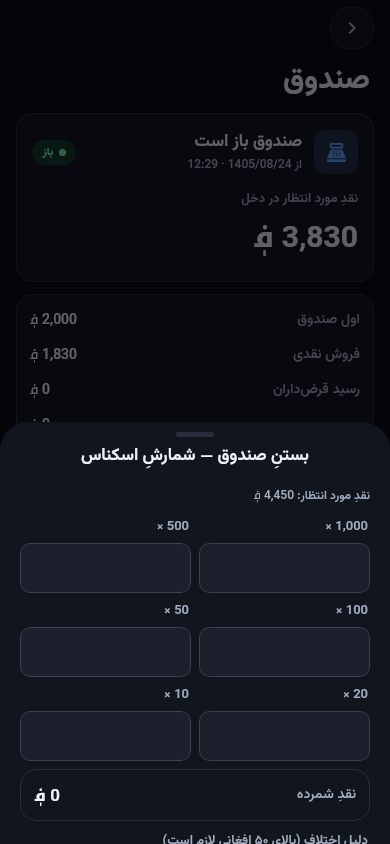 صندوق
صندوق باز است
باز
از 1405/08/24 · 12:29
نقدِ مورد انتظار در دخل
3,830 ؋
اول صندوق
2,000 ؋
فروش نقدی
1,830 ؋
رسید قرض‌داران
0 ؋
بستنِ صندوق — شمارشِ اسکناس
نقدِ مورد انتظار: 4,450 ؋
1,000 ×
500 ×
100 ×
50 ×
20 ×
10 ×
نقدِ شمرده
0 ؋
دلیل اختلاف (بالای ۵۰ افغانی لازم است)